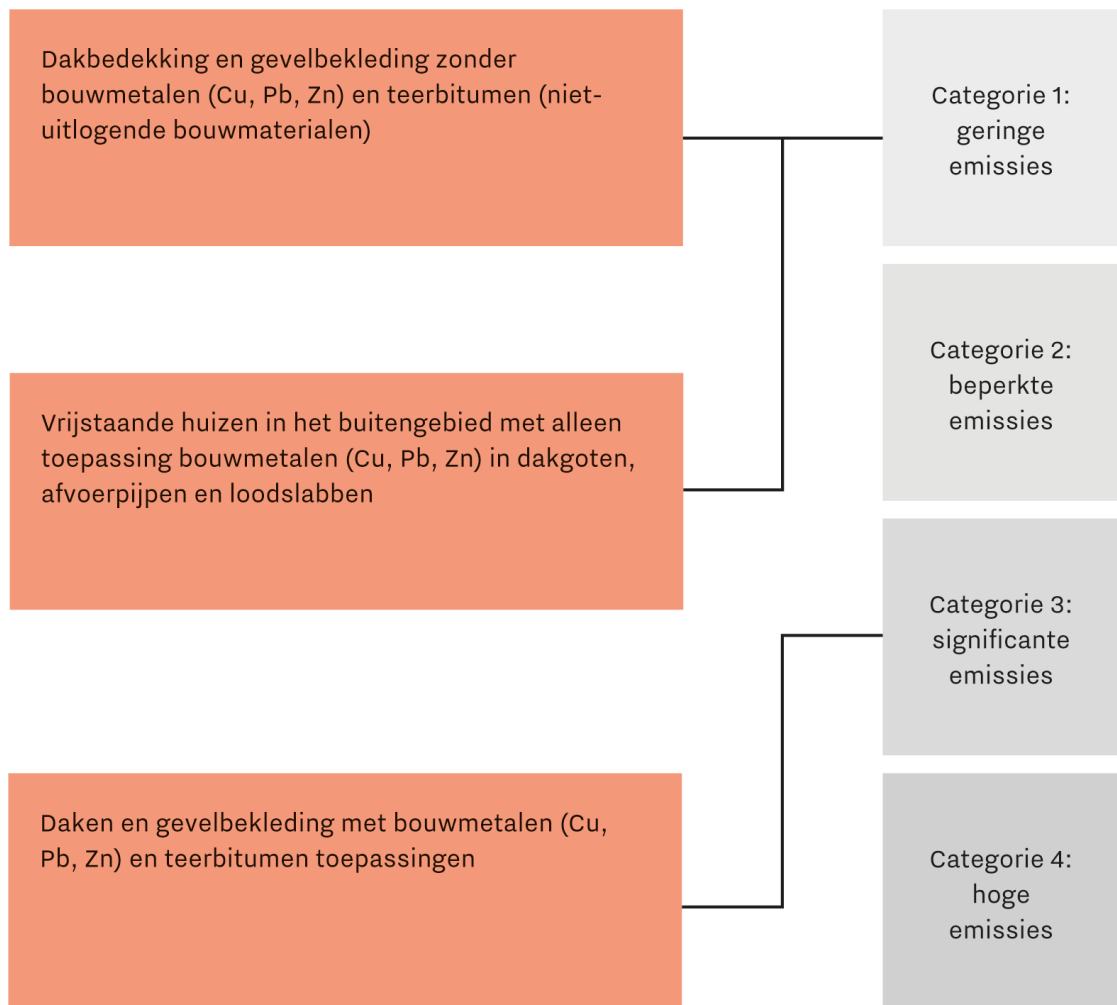 Dakbedekking en gevelbekleding zonder
bouwmetalen (Cu, Pb, Zn) en teerbitumen (niet-
uitlogende bouwmaterialen)
Categorie 1:
geringe
emissies
Categorie 2:
beperkte
emissies
Vrijstaande huizen in het buitengebied met alleen
toepassing bouwmetalen (Cu, Pb, Zn) in dakgoten,
afvoerpijpen en loodslabben
Categorie 3:
significante
emissies
Daken en gevelbekleding met bouwmetalen (Cu,
Pb, Zn) en teerbitumen toepassingen
Categorie 4:
hoge
emissies